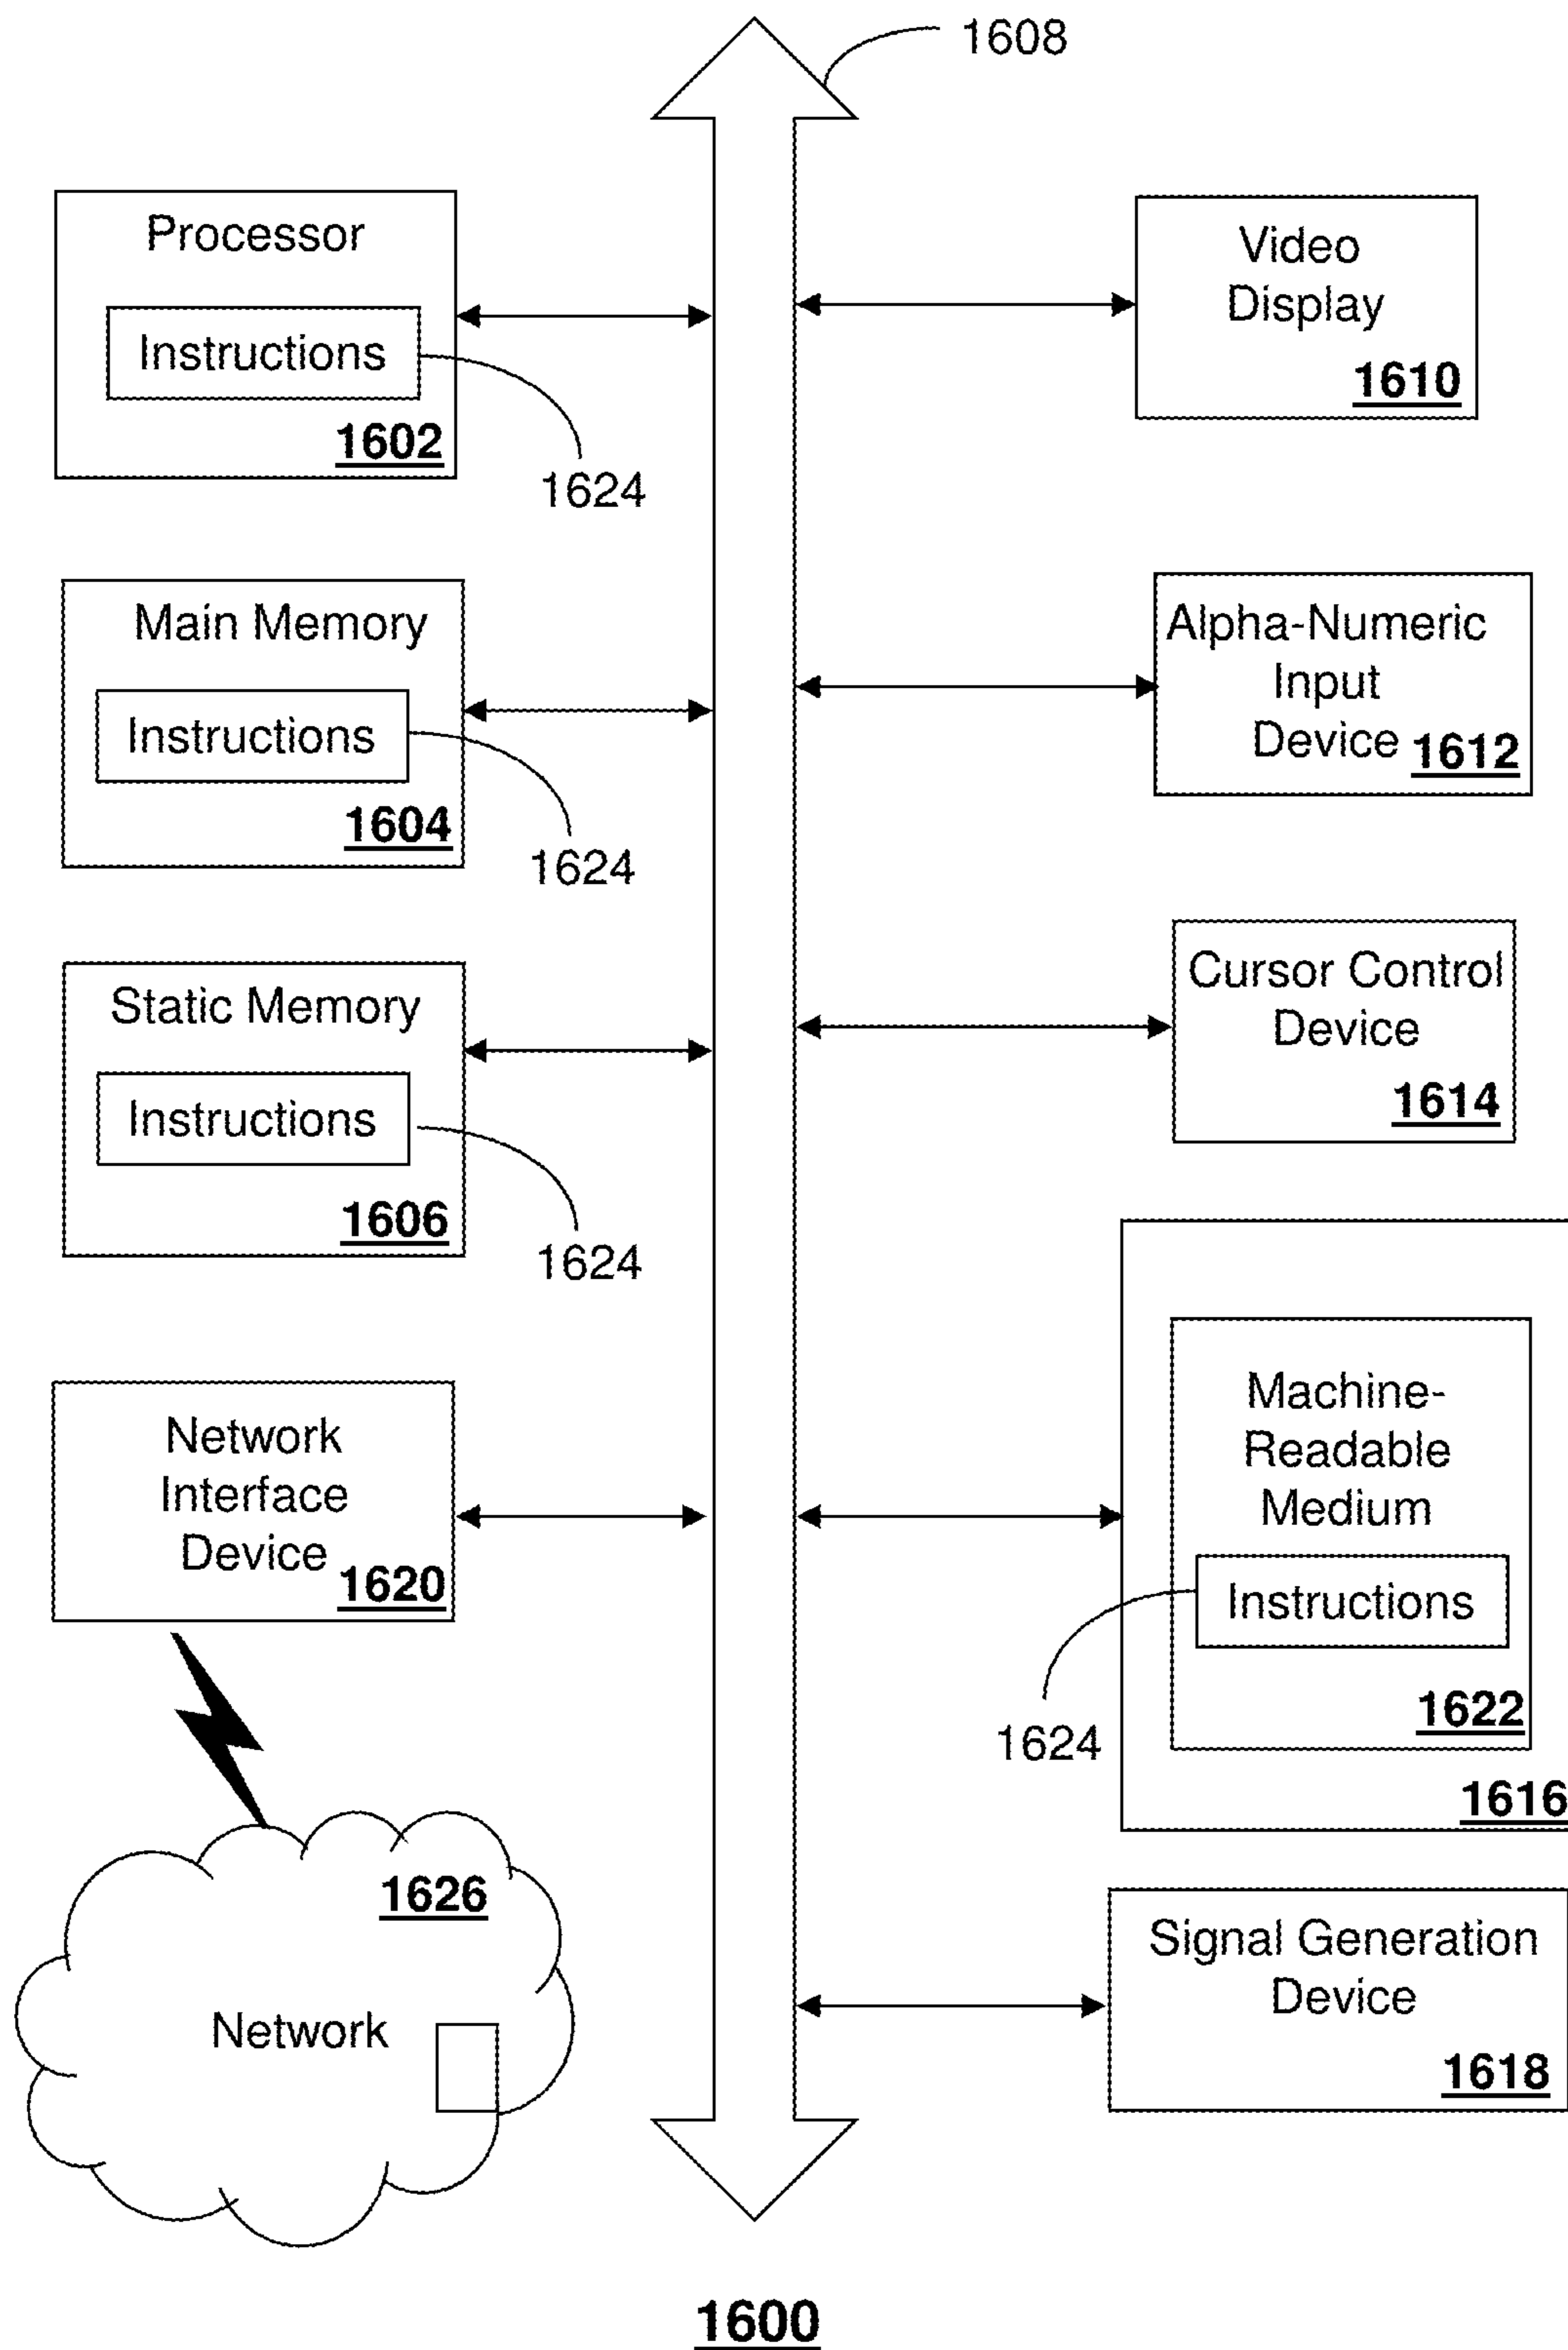 1608
Processor
Instructions
1602
1624
Video
Display
1610
Main Memory
Instructions
1604
1624
Alpha-Numeric
Input
Device 1612
Static Memory
Instructions
1606
1624
Cursor Control
Device
1614
Network
Interface
Device
1620
Machine-
Readable
Medium
Instructions
1622
1624
1616
1626
Network
Signal Generation
Device
1618
1600